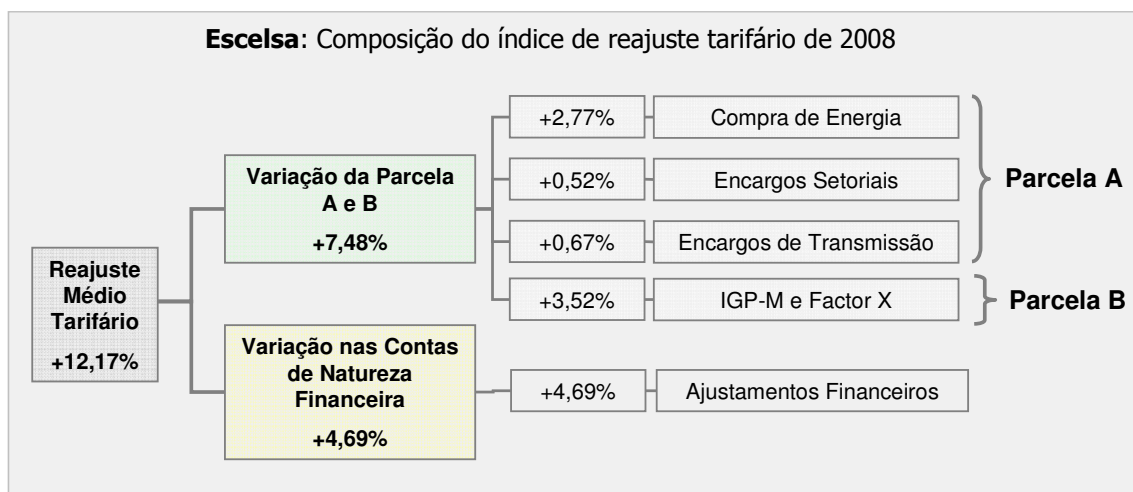 Escelsa: Composição do índice de reajuste tarifário de 2008
Reajuste
Médio
Tarifário
+12,17%
Variação da Parcela
A e B
+7,48%
+2,77%
Compra de Energia
+0,52%
Encargos Setoriais
+0,67%
Encargos de Transmissão
Parcela A
+3,52%
IGP-M e Factor X
Parcela B
Variação nas Contas
de Natureza
Financeira
+4,69%
+4,69%
Ajustamentos Financeiros